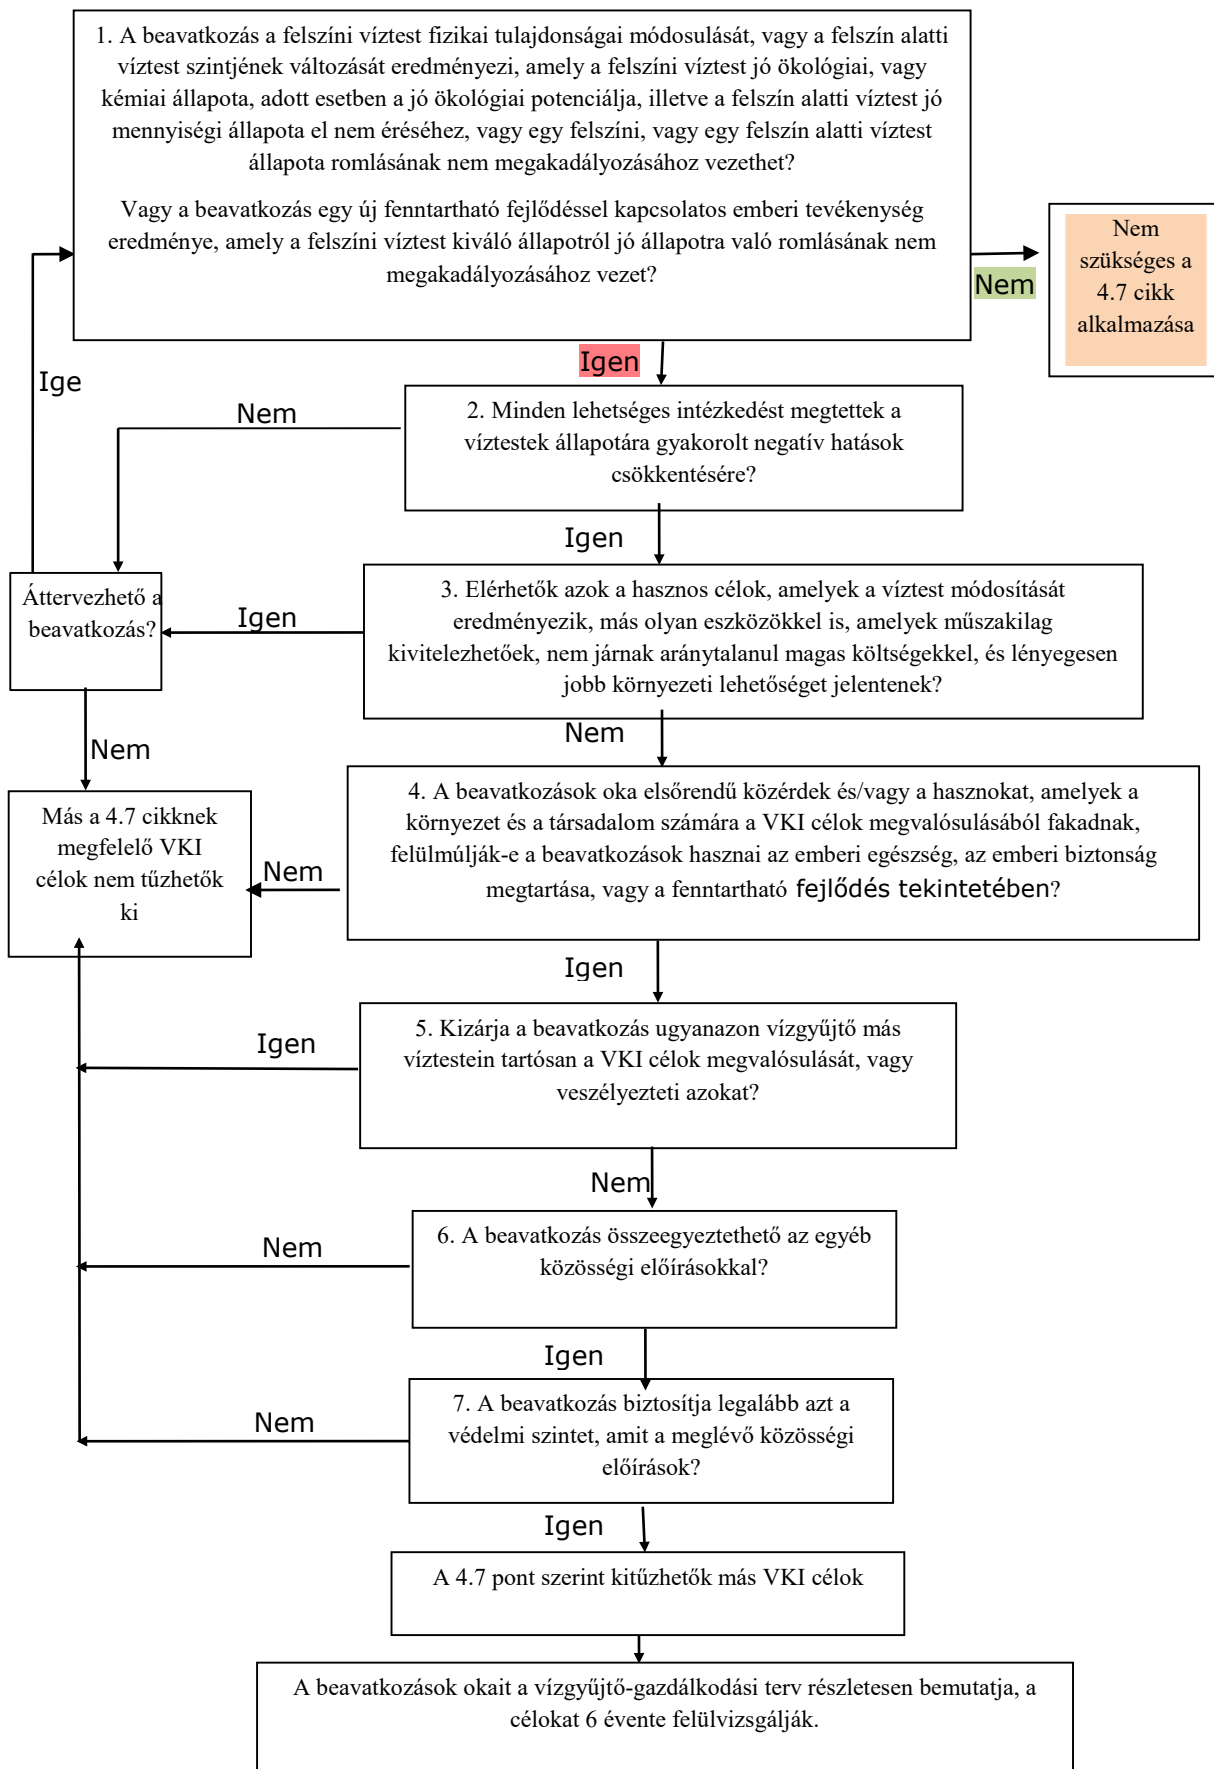 1. A beavatkozás a felszíni víztest fizikai tulajdonságai módosulását, vagy a felszín alatti
víztest szintjének változását eredményezi, amely a felszíni víztest jó ökológiai, vagy
kémiai állapota, adott esetben a jó ökológiai potenciálja, illetve a felszín alatti víztest jó
mennyiségi állapota el nem éréséhez, vagy egy felszíni, vagy egy felszín alatti víztest
állapota romlásának nem megakadályozásához vezethet?
Vagy a beavatkozás egy új fenntartható fejlődéssel kapcsolatos emberi tevékenység
eredménye, amely a felszíni víztest kiváló állapotról jó állapotra való romlásának nem
megakadályozásához vezet?
Nem
Nem
szükséges a
4.7 cikk
alkalmazása
Igen
Ige
Nem
2. Minden lehetséges intézkedést megtettek a
víztestek állapotára gyakorolt negatív hatások
csökkentésére?
Igen
Áttervezhető a
beavatkozás?
Igen
3. Elérhetők azok a hasznos célok, amelyek a víztest módosítását
eredményezik, más olyan eszközökkel is, amelyek műszakilag
kivitelezhetőek, nem járnak aránytalanul magas költségekkel, és lényegesen
jobb környezeti lehetőséget jelentenek?
Nem
Nem
Más a 4.7 cikknek
megfelelő VKI
célok nem tűzhetők
ki
Nem
4. A beavatkozások oka elsőrendű közérdek és/vagy a hasznokat, amelyek a
környezet és a társadalom számára a VKI célok megvalósulásából fakadnak,
felülmúlják-e a beavatkozások hasznai az emberi egészség, az emberi biztonság
megtartása, vagy a fenntartható fejlődés tekintetében?
Igen
Igen
5. Kizárja a beavatkozás ugyanazon vízgyűjtő más
víztestein tartósan a VKI célok megvalósulását, vagy
veszélyezteti azokat?
Nem
Nem
6. A beavatkozás összeegyeztethető az egyéb
közösségi előírásokkal?
Igen
Nem
7. A beavatkozás biztosítja legalább azt a
védelmi szintet, amit a meglévő közösségi
előírások?
Igen
A 4.7 pont szerint kitűzhetők más VKI célok
A beavatkozások okait a vízgyűjtő-gazdálkodási terv részletesen bemutatja, a
célokat 6 évente felülvizsgálják.